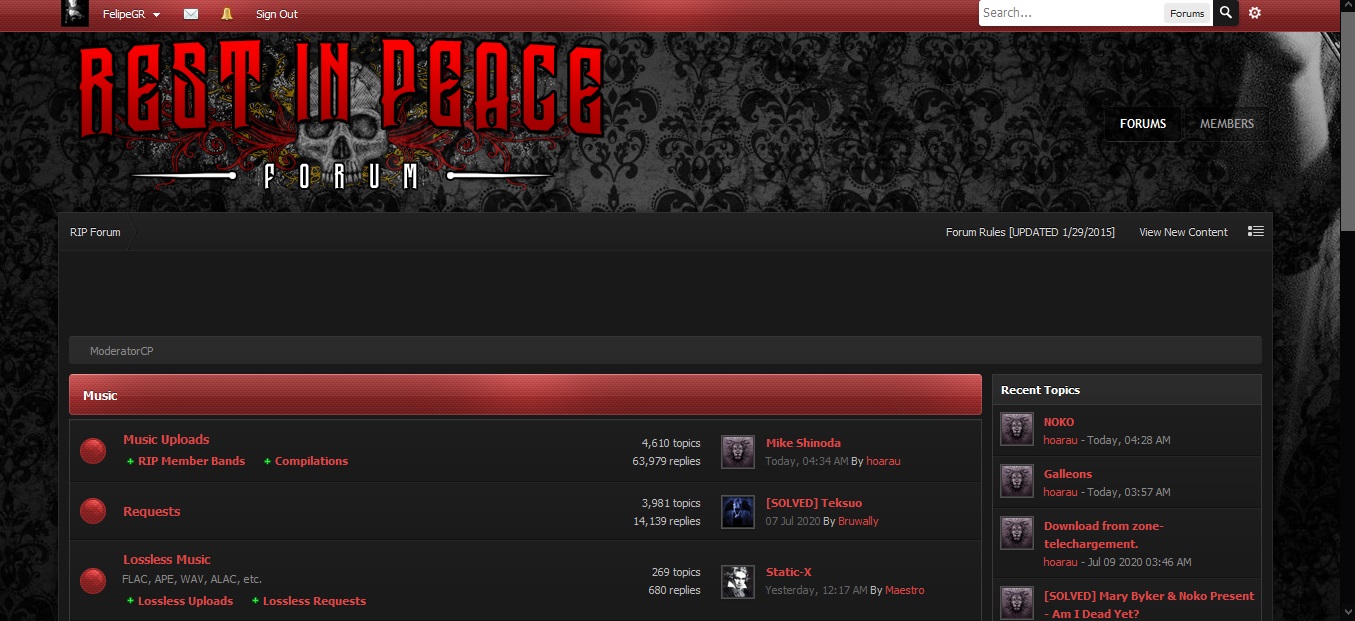 FelipeGR
Sign Out
Search...
Forums
REST IN PEACE
FORUM
FORUMS
MEMBERS
RIP Forum
Forum Rules [UPDATED 1/29/2015]
View New Content
ModeratorCP
Music
Music Uploads
+ RIP Member Bands + Compilations
4,610 topics
63,979 replies
Mike Shinoda
Today, 04:34 AM By hoarau
Requests
3,981 topics
14,139 replies
[SOLVED] Teksuo
07 Jul 2020 By Bruwally
Lossless Music
FLAC, APE, WAV, ALAC, etc.
+ Lossless Uploads + Lossless Requests
269 topics
680 replies
Static-X
Yesterday, 12:17 AM By Maestro
Recent Topics
NOKO
hoarau - Today, 04:28 AM
Galleons
hoarau - Today, 03:57 AM
Download from zone-
telechargement.
hoarau - Jul 09 2020 03:46 AM
[SOLVED] Mary Byker & Noko Present
- Am I Dead Yet?